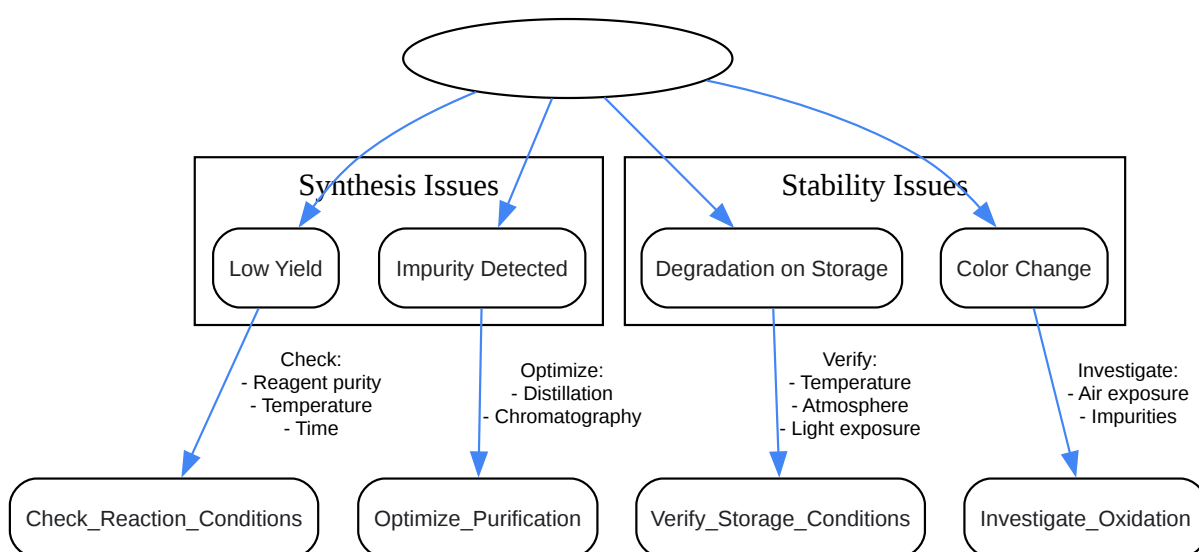 Synthesis Issues
Stability Issues
Low Yield
Impurity Detected
Degradation on Storage
Color Change
Check:
- Reagent purity
- Temperature
- Time
Optimize:
- Distillation
- Chromatography
Verify:
- Temperature
- Atmosphere
- Light exposure
Investigate:
- Air exposure
- Impurities
Check_Reaction_Conditions
Optimize_Purification
Verify_Storage_Conditions
Investigate_Oxidation